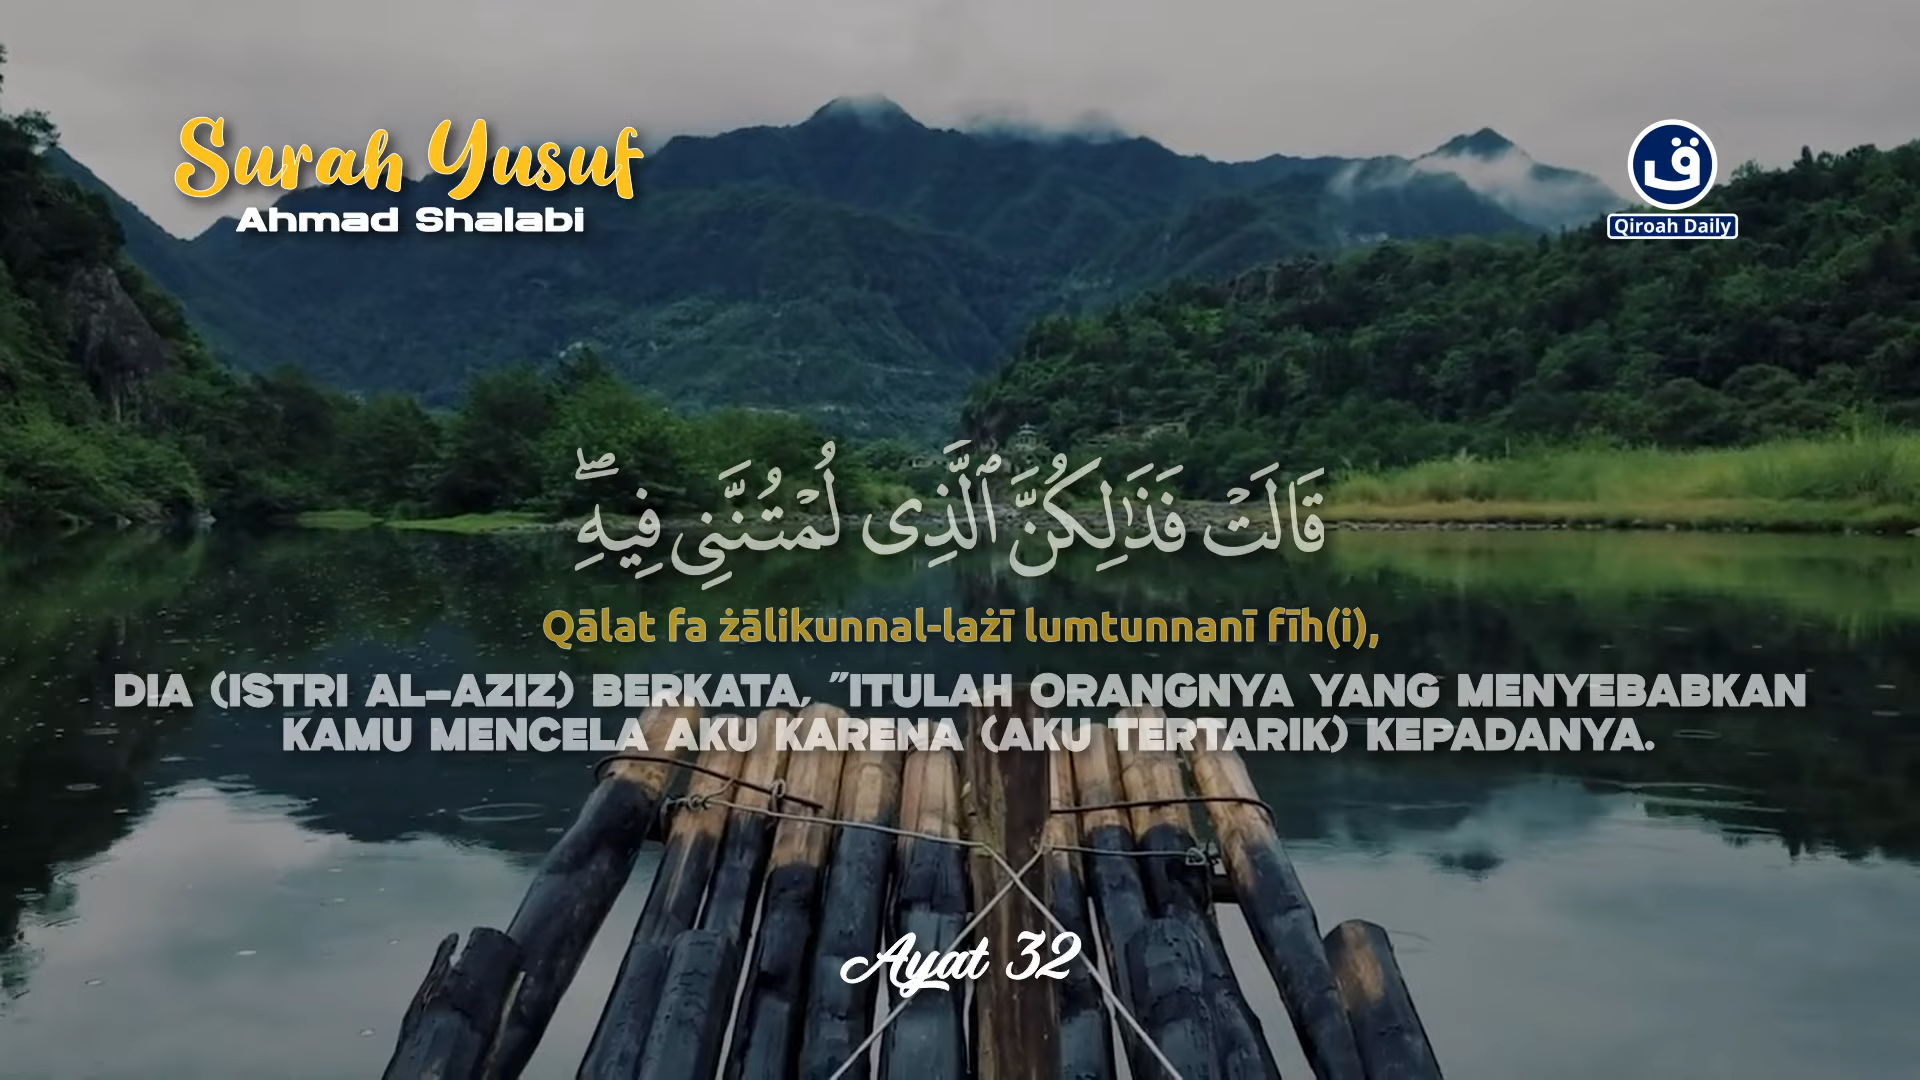 Surah Yusuf
Ahmad Shalabi
ق
Qiroah Daily
قَالَتْ فَذَٰلِكُنَّ ٱلَّذِى لُمْتُنَّنِى فِيهِ ۖ
Qālat fa żālikunnal-lażī lumtunnanī fīh(i),
DIA (ISTRI AL-AZIZ) BERKATA, "ITULAH ORANGNYA YANG MENYEBABKAN
KAMU MENCELA AKU KARENA (AKU TERTARIK) KEPADANYA.
Ayat 32